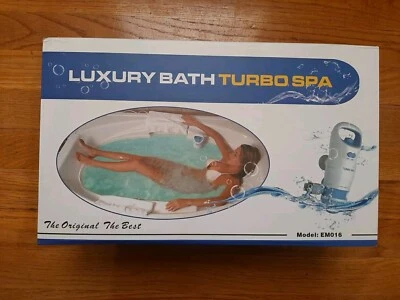 LUXURY BATH TURBO SPA
The Original The Best
Model: EM016